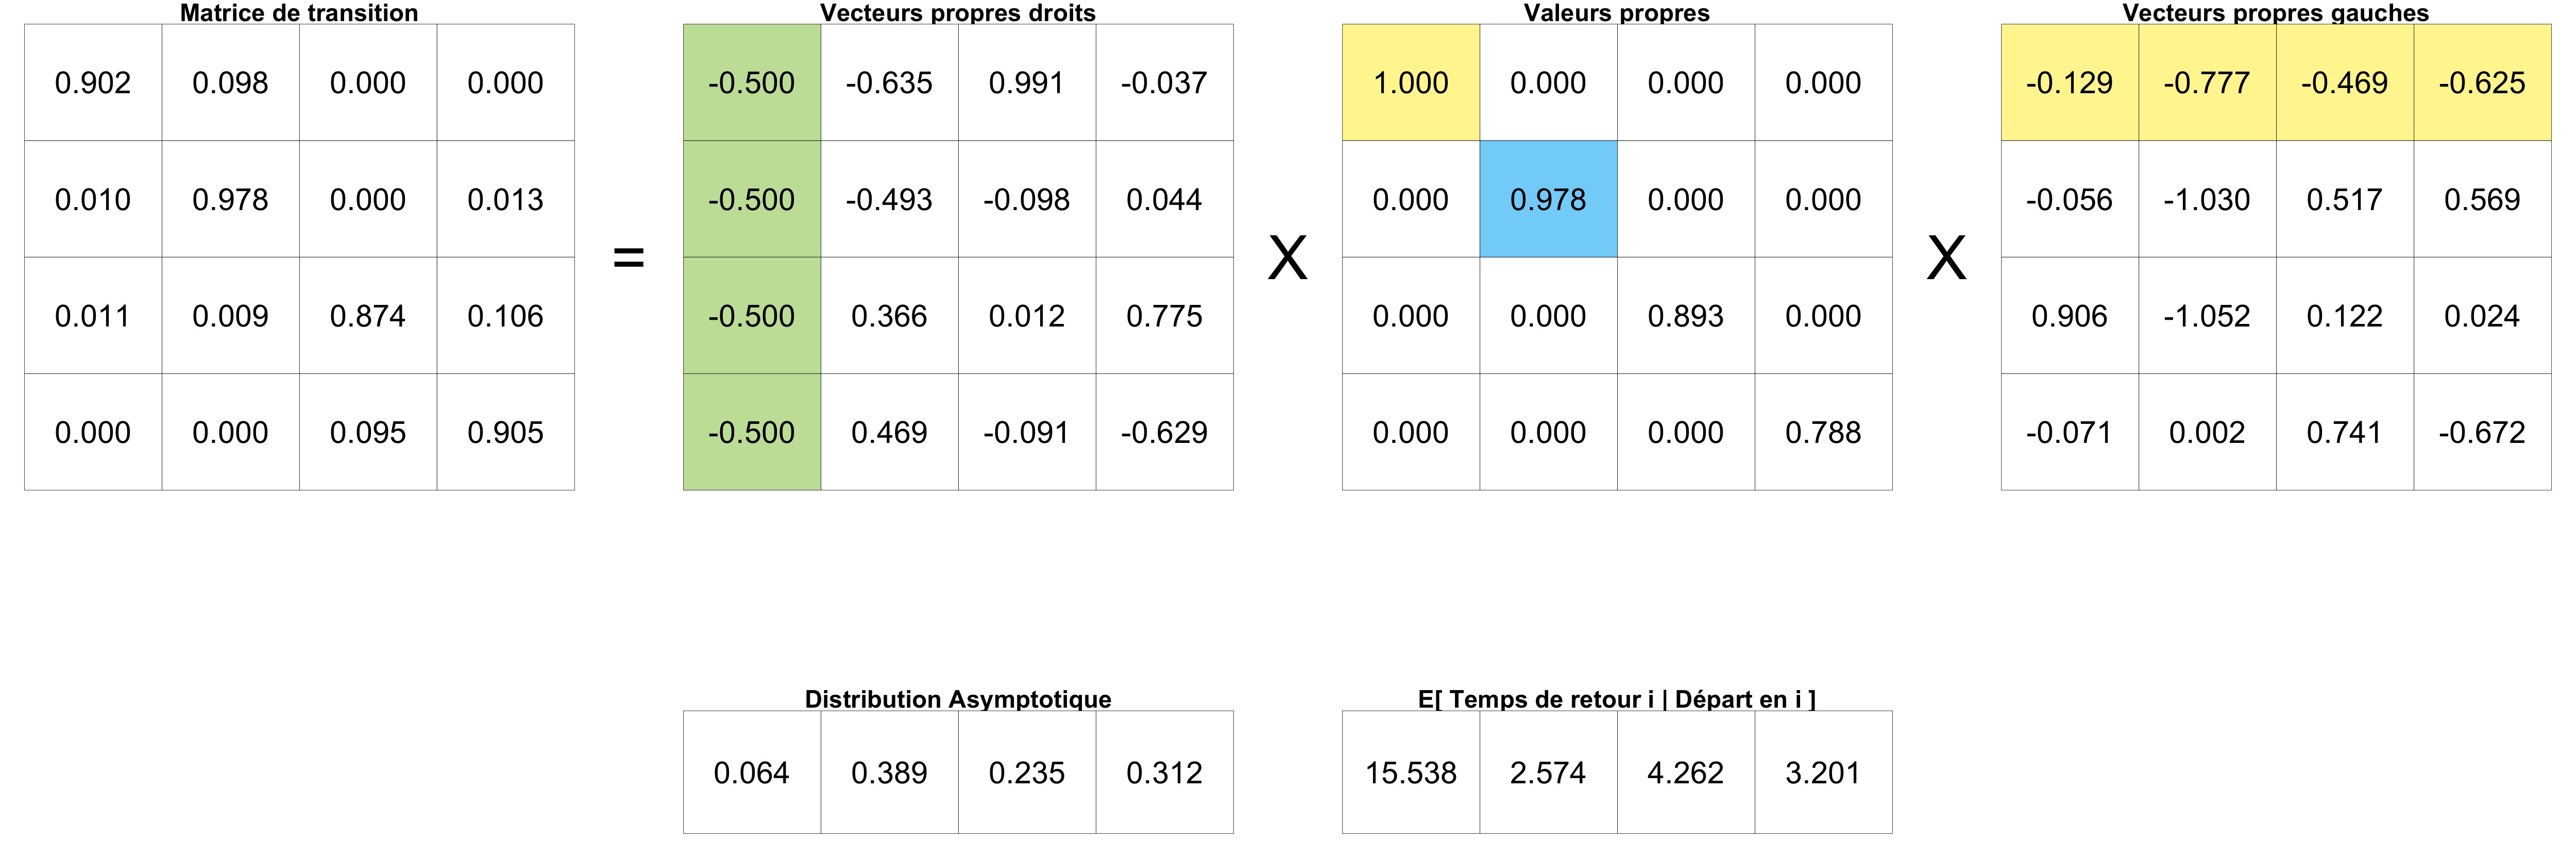 Matrice de transition Vecteurs propres droits Valeurs propres Vecteurs propres gauches
0.902 0.098 0.000 0.000 -0.500 -0.635 0.991 -0.037 1.000 0.000 0.000 0.000 -0.129 -0.777 -0.469 -0.625
0.010 0.978 0.000 0.013 -0.500 -0.493 -0.098 0.044 0.000 0.978 0.000 0.000 -0.056 -1.030 0.517 0.569
= X X
0.011 0.009 0.874 0.106 -0.500 0.366 0.012 0.775 0.000 0.000 0.893 0.000 0.906 -1.052 0.122 0.024
0.000 0.000 0.095 0.905 -0.500 0.469 -0.091 -0.629 0.000 0.000 0.000 0.788 -0.071 0.002 0.741 -0.672
Distribution Asymptotique E[ Temps de retour i | Départ en i ]
0.064 0.389 0.235 0.312 15.538 2.574 4.262 3.201